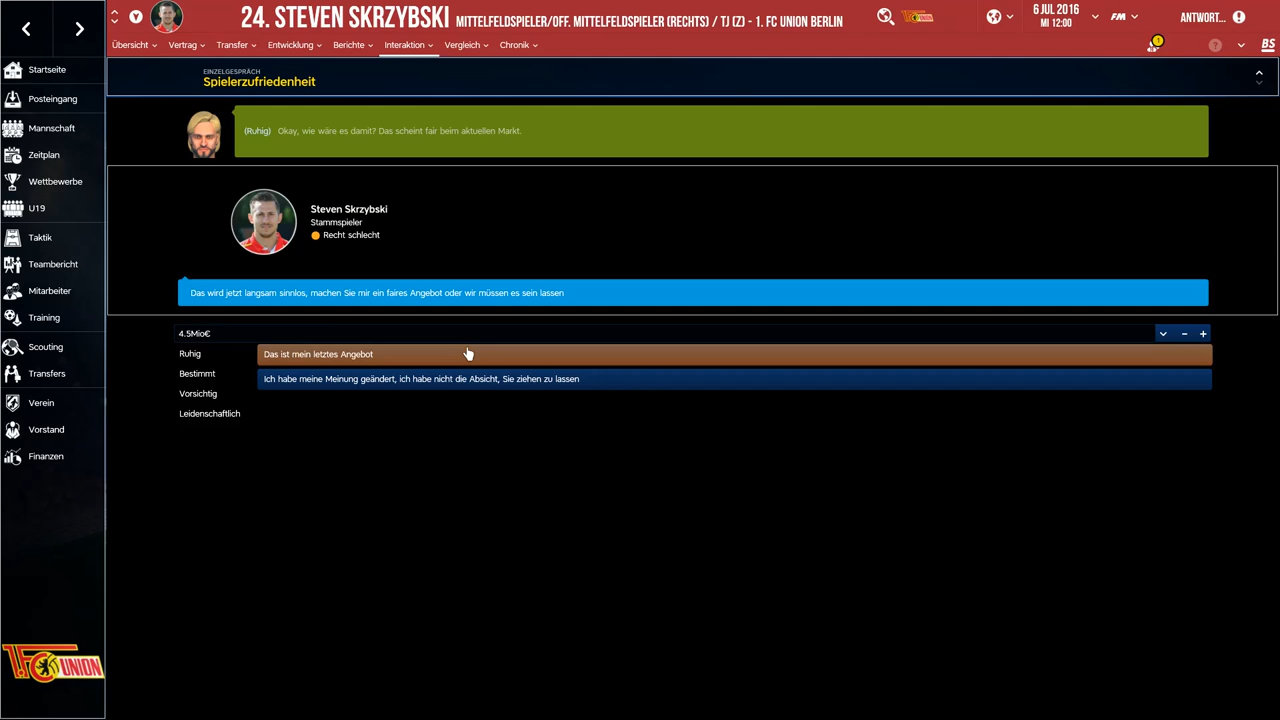 24. STEVEN SKRZYBSKI MITTELFELDSPIELER/OFF. MITTELFELDSPIELER (RECHTS) / TJ (Z) - 1. FC UNION BERLIN
6 JUL 2016
MI 12:00
FM
ANTWORT...
Übersicht
Vertrag
Transfer
Entwicklung
Berichte
Interaktion
Vergleich
Chronik
1
?
BS
Startseite
Posteingang
Mannschaft
Zeitplan
Wettbewerbe
U19
Taktik
Teambericht
Mitarbeiter
Training
Scouting
Transfers
Verein
Vorstand
Finanzen
1.FC UNION
EINZELGESPRÄCH
Spielerzufriedenheit
(Ruhig) Okay, wie wäre es damit? Das scheint fair beim aktuellen Markt.
Steven Skrzybski
Stammspieler
Recht schlecht
Das wird jetzt langsam sinnlos, machen Sie mir ein faires Angebot oder wir müssen es sein lassen
4.5Mio€
Ruhig
Das ist mein letztes Angebot
Bestimmt
Ich habe meine Meinung geändert, ich habe nicht die Absicht, Sie ziehen zu lassen
Vorsichtig
Leidenschaftlich